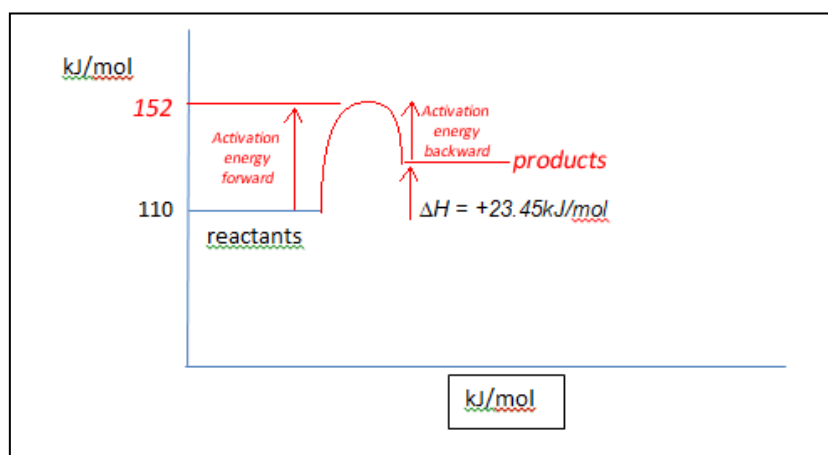 kJ/mol
152
Activation
energy
forward
Activation
energy
backward
products
110
reactants
ΔH = +23.45kJ/mol
kJ/mol